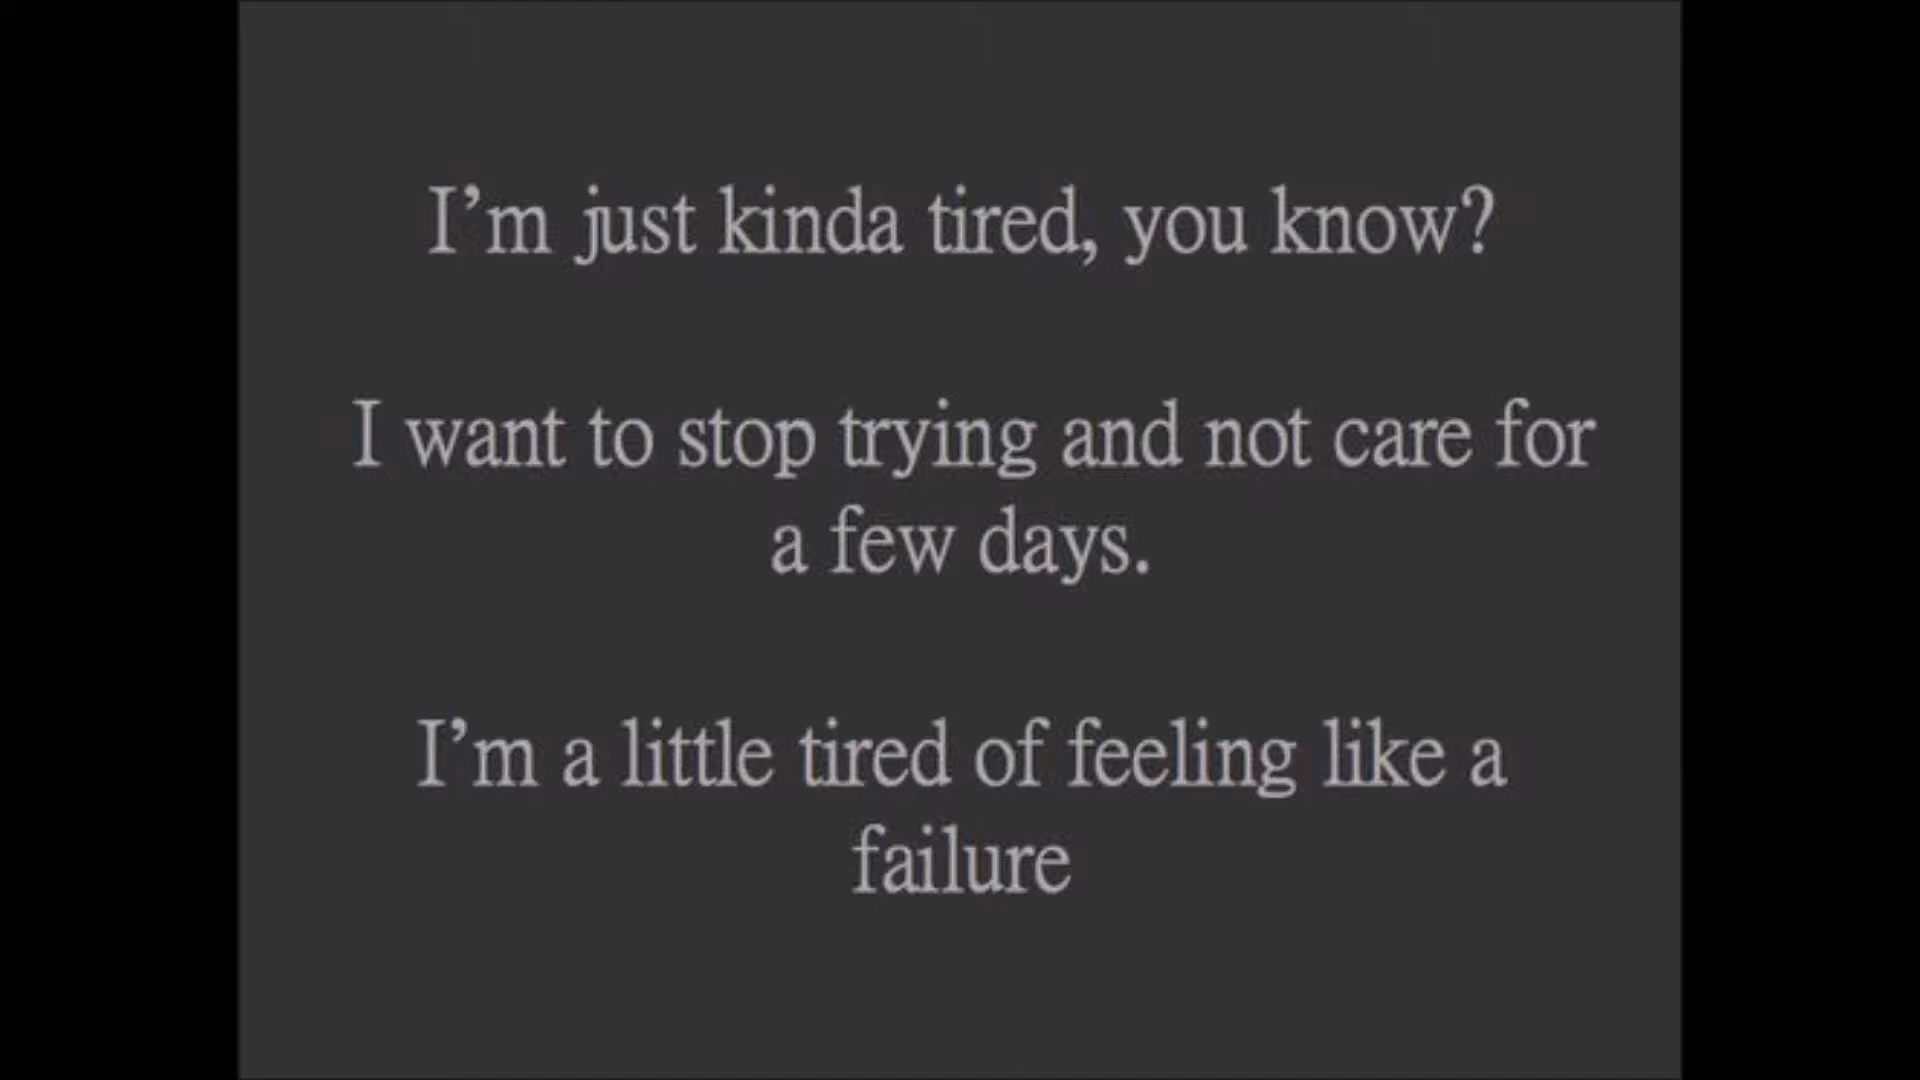 I’m just kinda tired, you know?
I want to stop trying and not care for
a few days.
I’m a little tired of feeling like a
failure